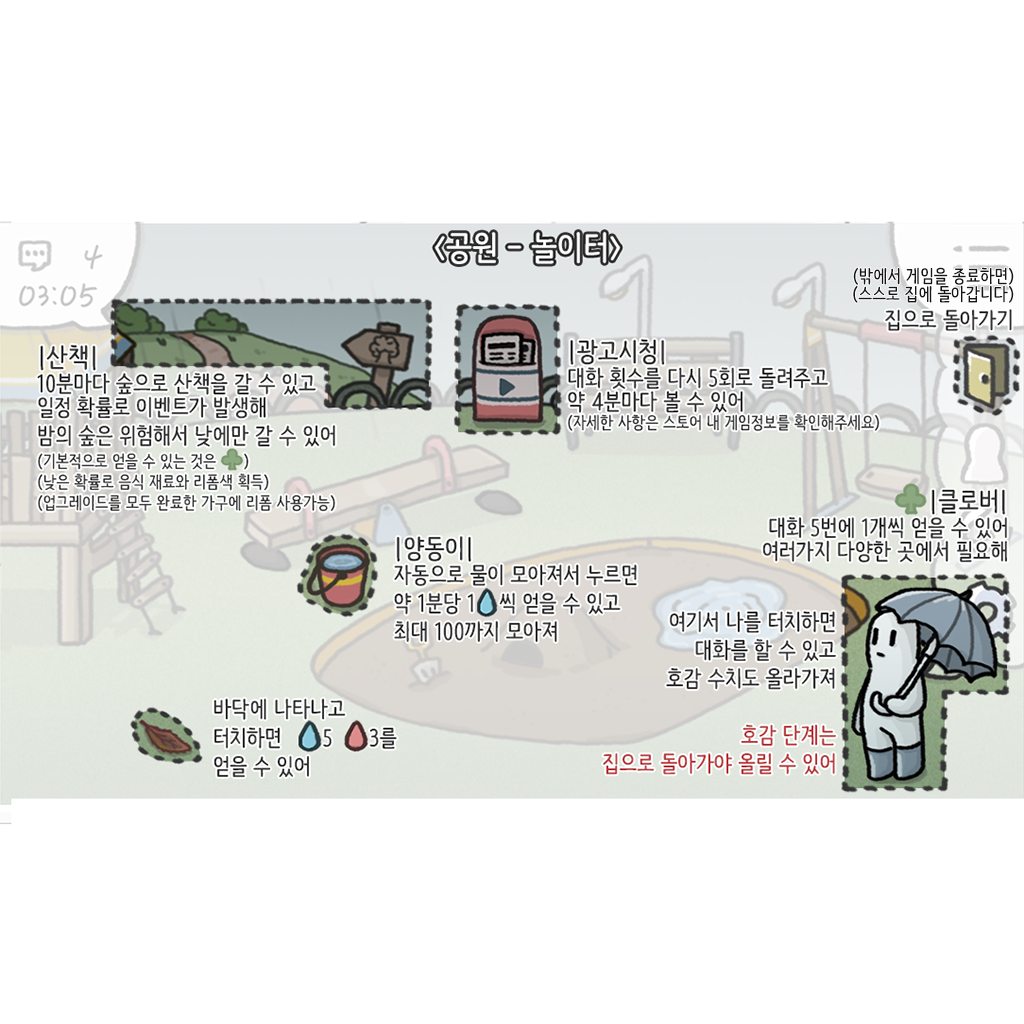 <공원 - 놀이터>
4
03:05
(밖에서 게임을 종료하면)
(스스로 집에 돌아갑니다)
집으로 돌아가기
|산책|
10분마다 숲으로 산책을 갈 수 있고
일정 확률로 이벤트가 발생해
밤의 숲은 위험해서 낮에만 갈 수 있어
(기본적으로 얻을 수 있는 것은 )
(낮은 확률로 음식 재료와 리폼색 획득)
(업그레이드를 모두 완료한 가구에 리폼 사용가능)
|광고시청|
대화 횟수를 다시 5회로 돌려주고
약 4분마다 볼 수 있어
(자세한 사항은 스토어 내 게임정보를 확인해주세요)
|클로버|
대화 5번에 1개씩 얻을 수 있어
여러가지 다양한 곳에서 필요해
|양동이|
자동으로 물이 모아져서 누르면
약 1분당 1 씩 얻을 수 있고
최대 100까지 모아져
여기서 나를 터치하면
대화를 할 수 있고
호감 수치도 올라가져
호감 단계는
집으로 돌아가야 올릴 수 있어
바닥에 나타나고
터치하면 5 3를
얻을 수 있어